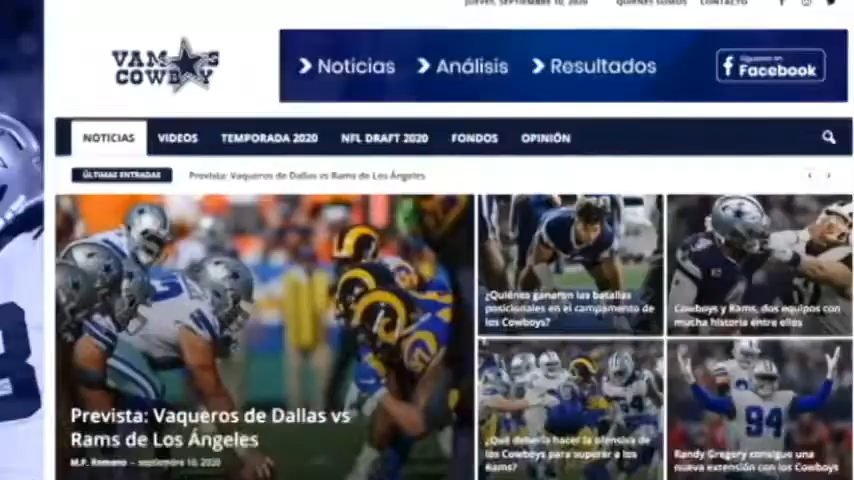 JUEVES, SEPTIEMBRE 10, 2020
QUIENES SOMOS
CONTACTO
VAM S
COWB Y
Noticias
Análisis
Resultados
Síguenos en
Facebook
NOTICIAS
VIDEOS
TEMPORADA 2020
NFL DRAFT 2020
FONDOS
OPINIÓN
ÚLTIMAS ENTRADAS
Prevista: Vaqueros de Dallas vs Rams de Los Ángeles
Prevista: Vaqueros de Dallas vs
Rams de Los Ángeles
M.P. Romano – septiembre 10, 2020
¿Quiénes ganaron las batallas
posicionales en el campamento de
los Cowboys?
Cowboys y Rams, dos equipos con
mucha historia entre ellos
¿Qué debería hacer la ofensiva de
los Cowboys para superar a los
Rams?
94
Randy Gregory consigue una
nueva extensión con los Cowboys